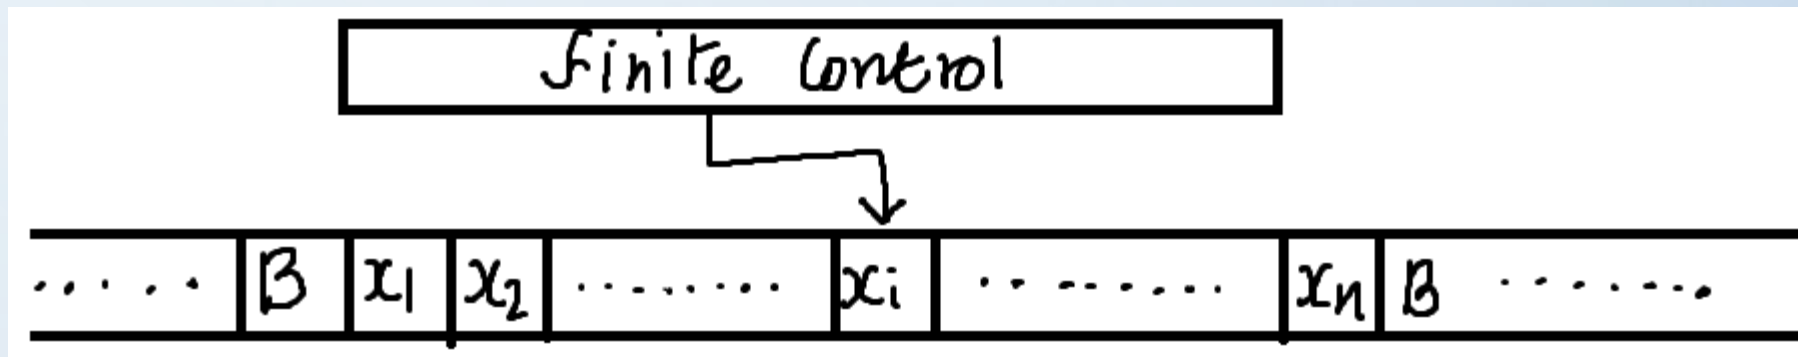 Finite Control
..... B x1 x2 ........ xi ........ xn B .......